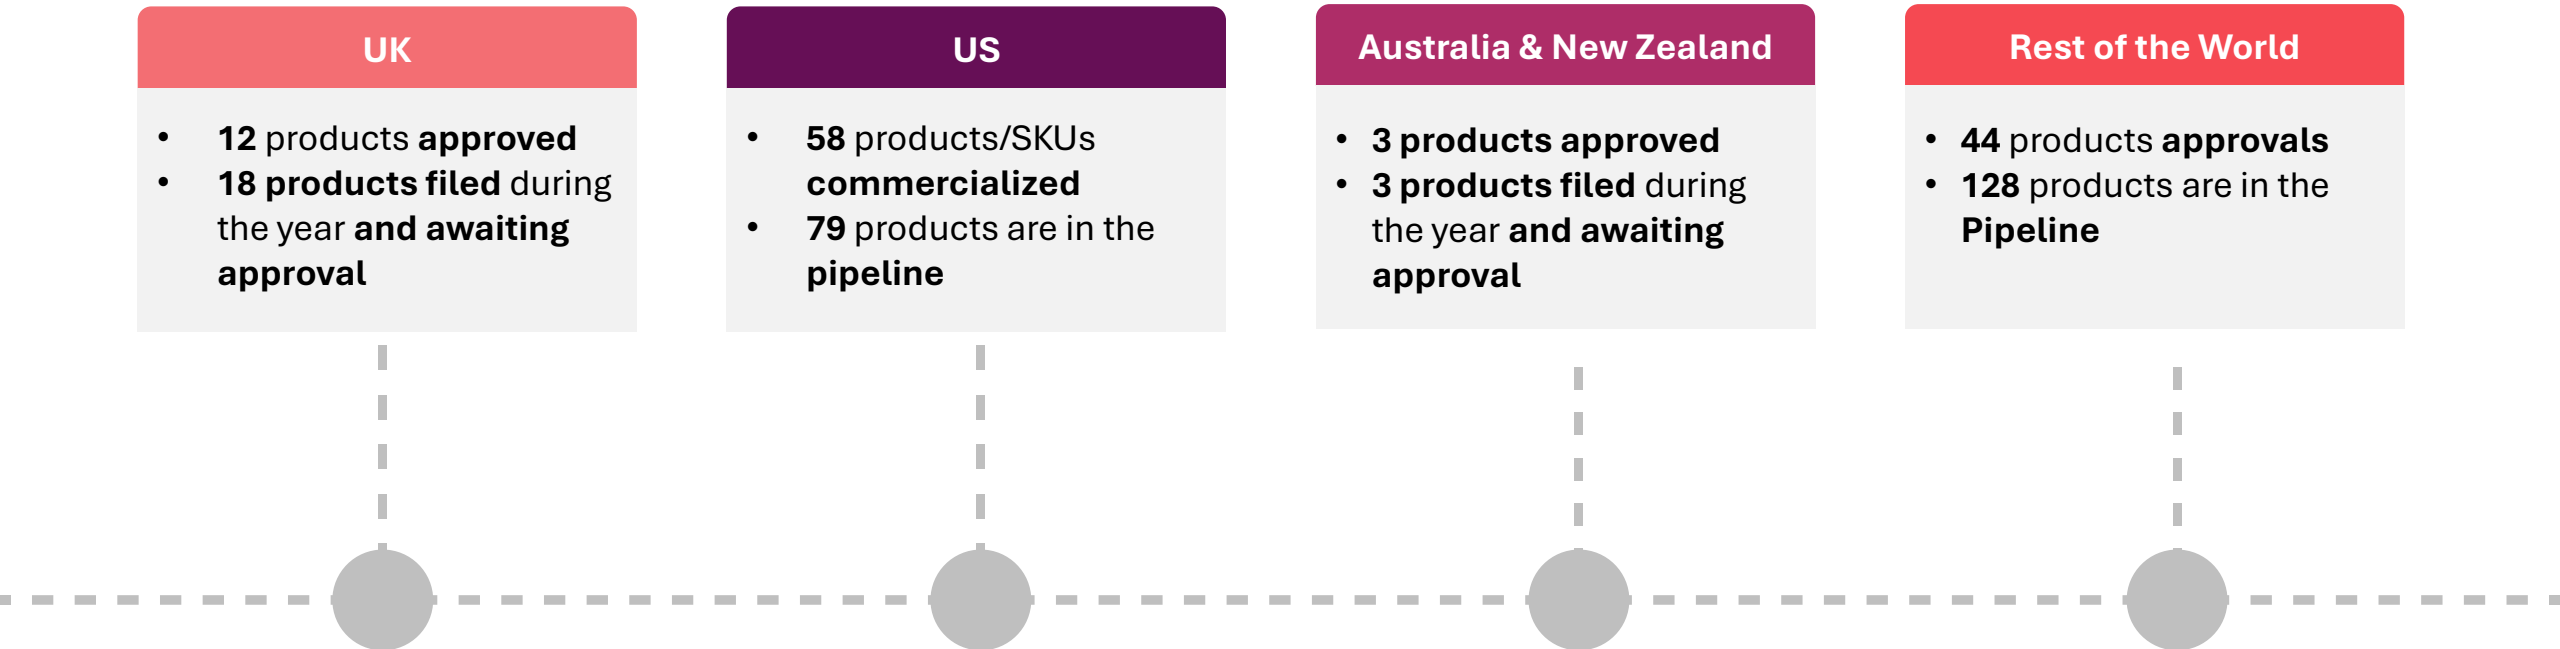 UK
• 12 products approved
• 18 products filed during
the year and awaiting
approval
US
• 58 products/SKUs
commercialized
• 79 products are in the
pipeline
Australia & New Zealand
• 3 products approved
• 3 products filed during
the year and awaiting
approval
Rest of the World
• 44 products approvals
• 128 products are in the
Pipeline